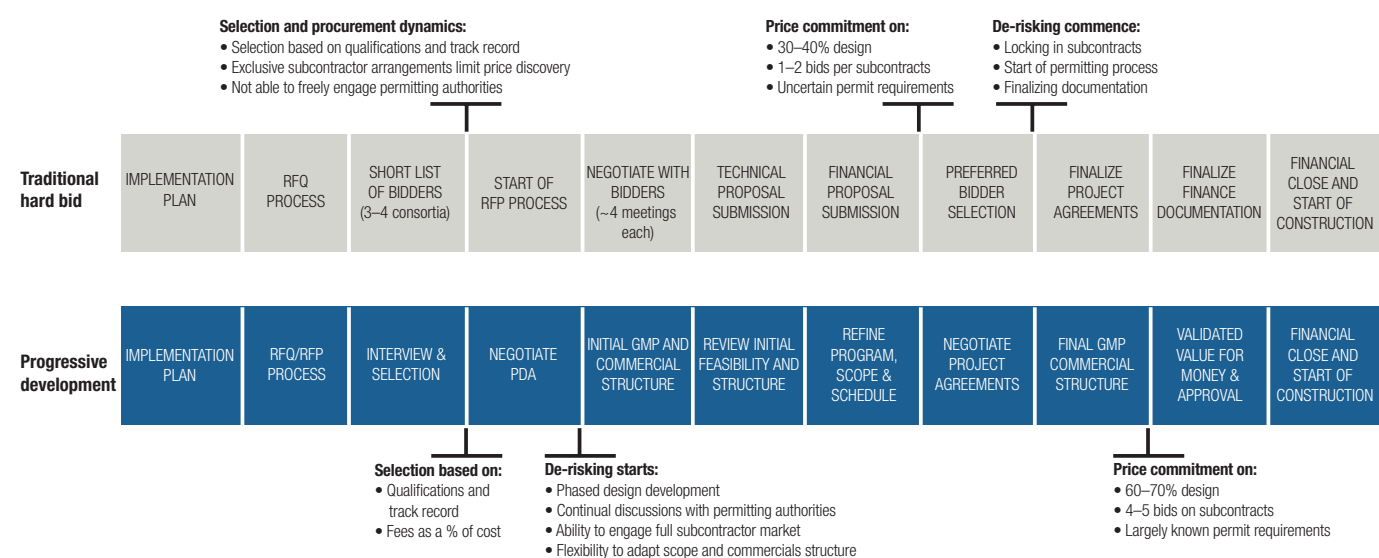 Selection and procurement dynamics:
• Selection based on qualifications and track record
• Exclusive subcontractor arrangements limit price discovery
• Not able to freely engage permitting authorities
Price commitment on:
• 30–40% design
• 1–2 bids per subcontracts
• Uncertain permit requirements
De-risking commence:
• Locking in subcontracts
• Start of permitting process
• Finalizing documentation
Traditional
hard bid
IMPLEMENTATION
PLAN
RFQ
PROCESS
SHORT LIST
OF BIDDERS
(3–4 consortia)
START OF
RFP PROCESS
NEGOTIATE WITH
BIDDERS
(~4 meetings
each)
TECHNICAL
PROPOSAL
SUBMISSION
FINANCIAL
PROPOSAL
SUBMISSION
PREFERRED
BIDDER
SELECTION
FINALIZE
PROJECT
AGREEMENTS
FINALIZE
FINANCE
DOCUMENTATION
FINANCIAL
CLOSE AND
START OF
CONSTRUCTION
Progressive
development
IMPLEMENTATION
PLAN
RFQ/RFP
PROCESS
INTERVIEW &
SELECTION
NEGOTIATE
PDA
INITIAL GMP AND
COMMERCIAL
STRUCTURE
REVIEW INITIAL
FEASIBILITY AND
STRUCTURE
REFINE
PROGRAM,
SCOPE &
SCHEDULE
NEGOTIATE
PROJECT
AGREEMENTS
FINAL GMP
COMMERCIAL
STRUCTURE
VALIDATED
VALUE FOR
MONEY &
APPROVAL
FINANCIAL
CLOSE AND
START OF
CONSTRUCTION
Selection based on:
• Qualifications and
track record
• Fees as a % of cost
De-risking starts:
• Phased design development
• Continual discussions with permitting authorities
• Ability to engage full subcontractor market
• Flexibility to adapt scope and commercials structure
Price commitment on:
• 60–70% design
• 4–5 bids on subcontracts
• Largely known permit requirements